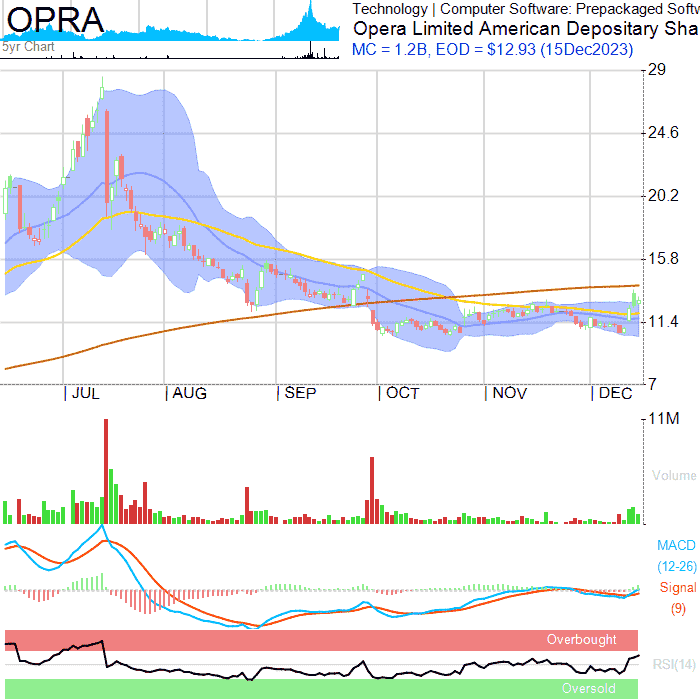 OPRA
5yr Chart
Technology | Computer Software: Prepackaged Softw
Opera Limited American Depositary Sha
MC = 1.2B, EOD = $12.93 (15Dec2023)
29
24.6
20.2
15.8
11.4
7
| JUL | AUG | SEP | OCT | NOV | DEC
11M
Volume
MACD
(12-26)
Signal
(9)
Overbought
RSI(14)
Oversold